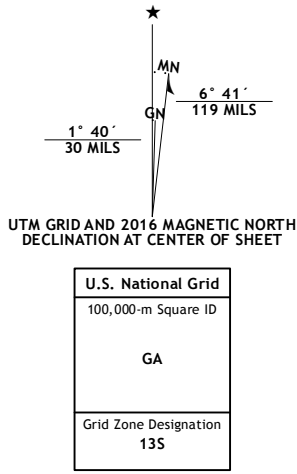 ★
MN
GN
6° 41´
119 MILS
1° 40´
30 MILS
UTM GRID AND 2016 MAGNETIC NORTH
DECLINATION AT CENTER OF SHEET
U.S. National Grid
100,000-m Square ID
GA
Grid Zone Designation
13S